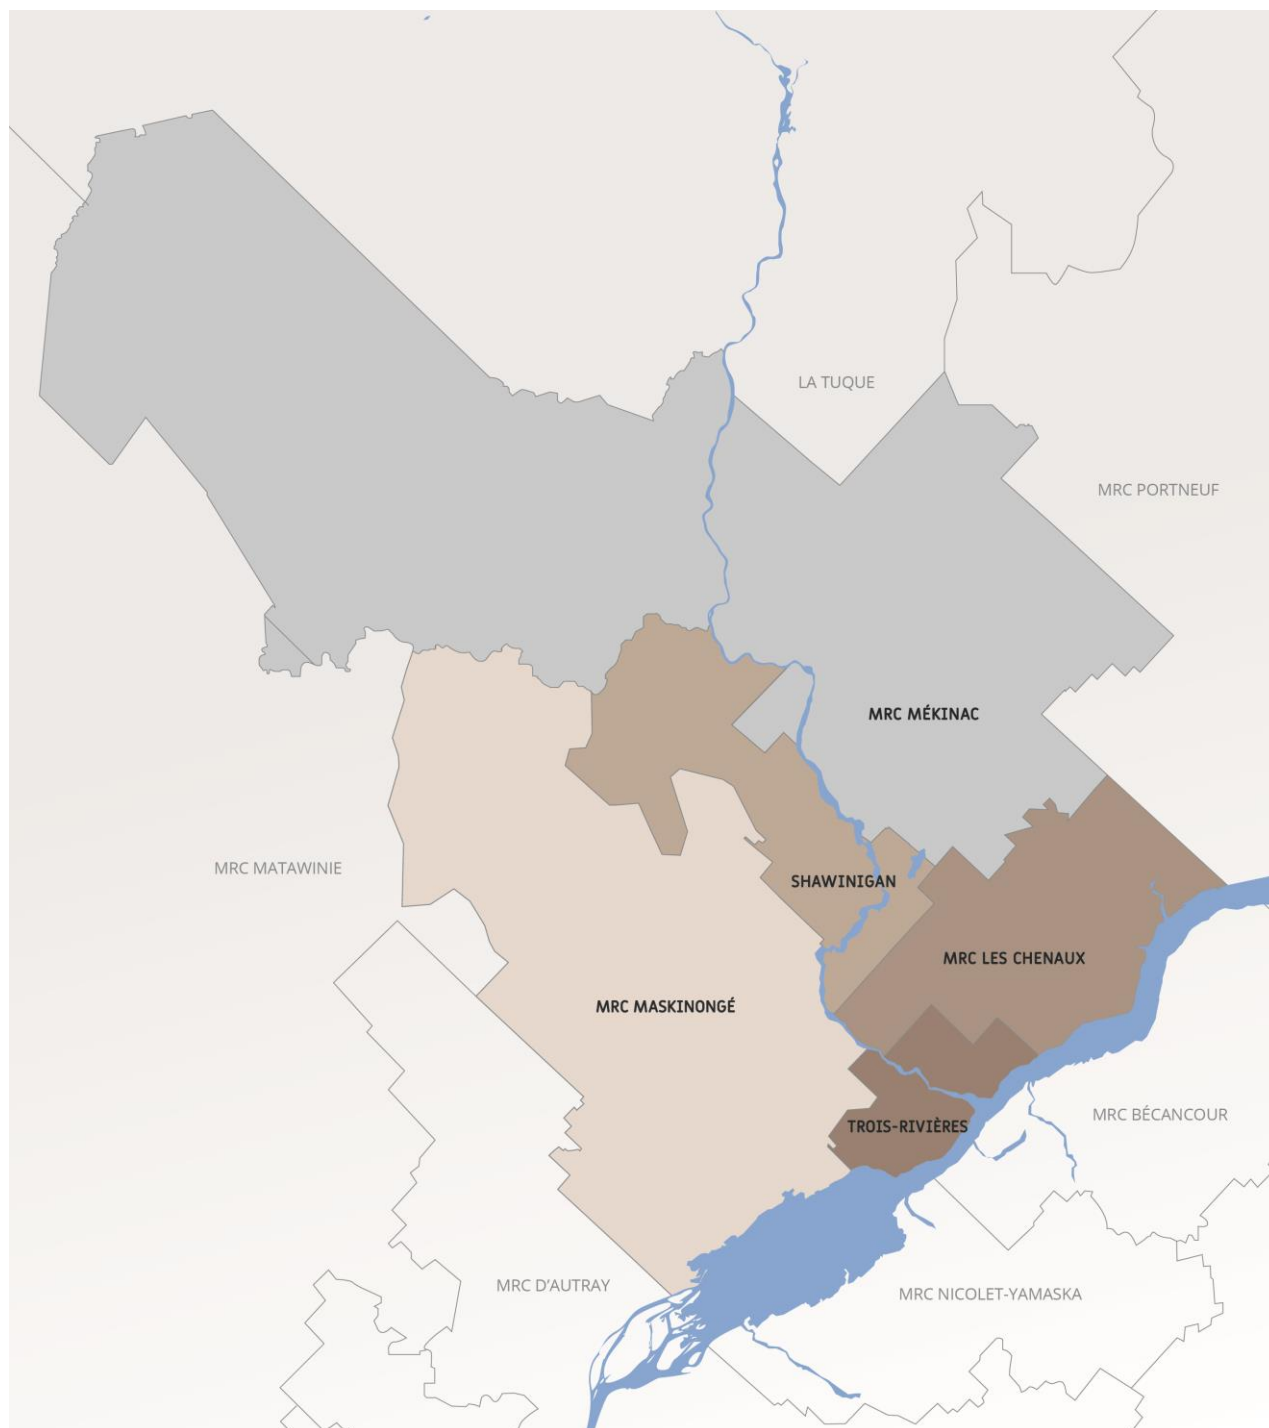 LA TUQUE
MRC PORTNEUF
MRC MÉKINAC
MRC MATAWINIE
SHAWINIGAN
MRC LES CHENAUX
MRC MASKINONGÉ
MRC BÉCANCOUR
TROIS-RIVIÈRES
MRC D'AUTRAY
MRC NICOLET-YAMASKA